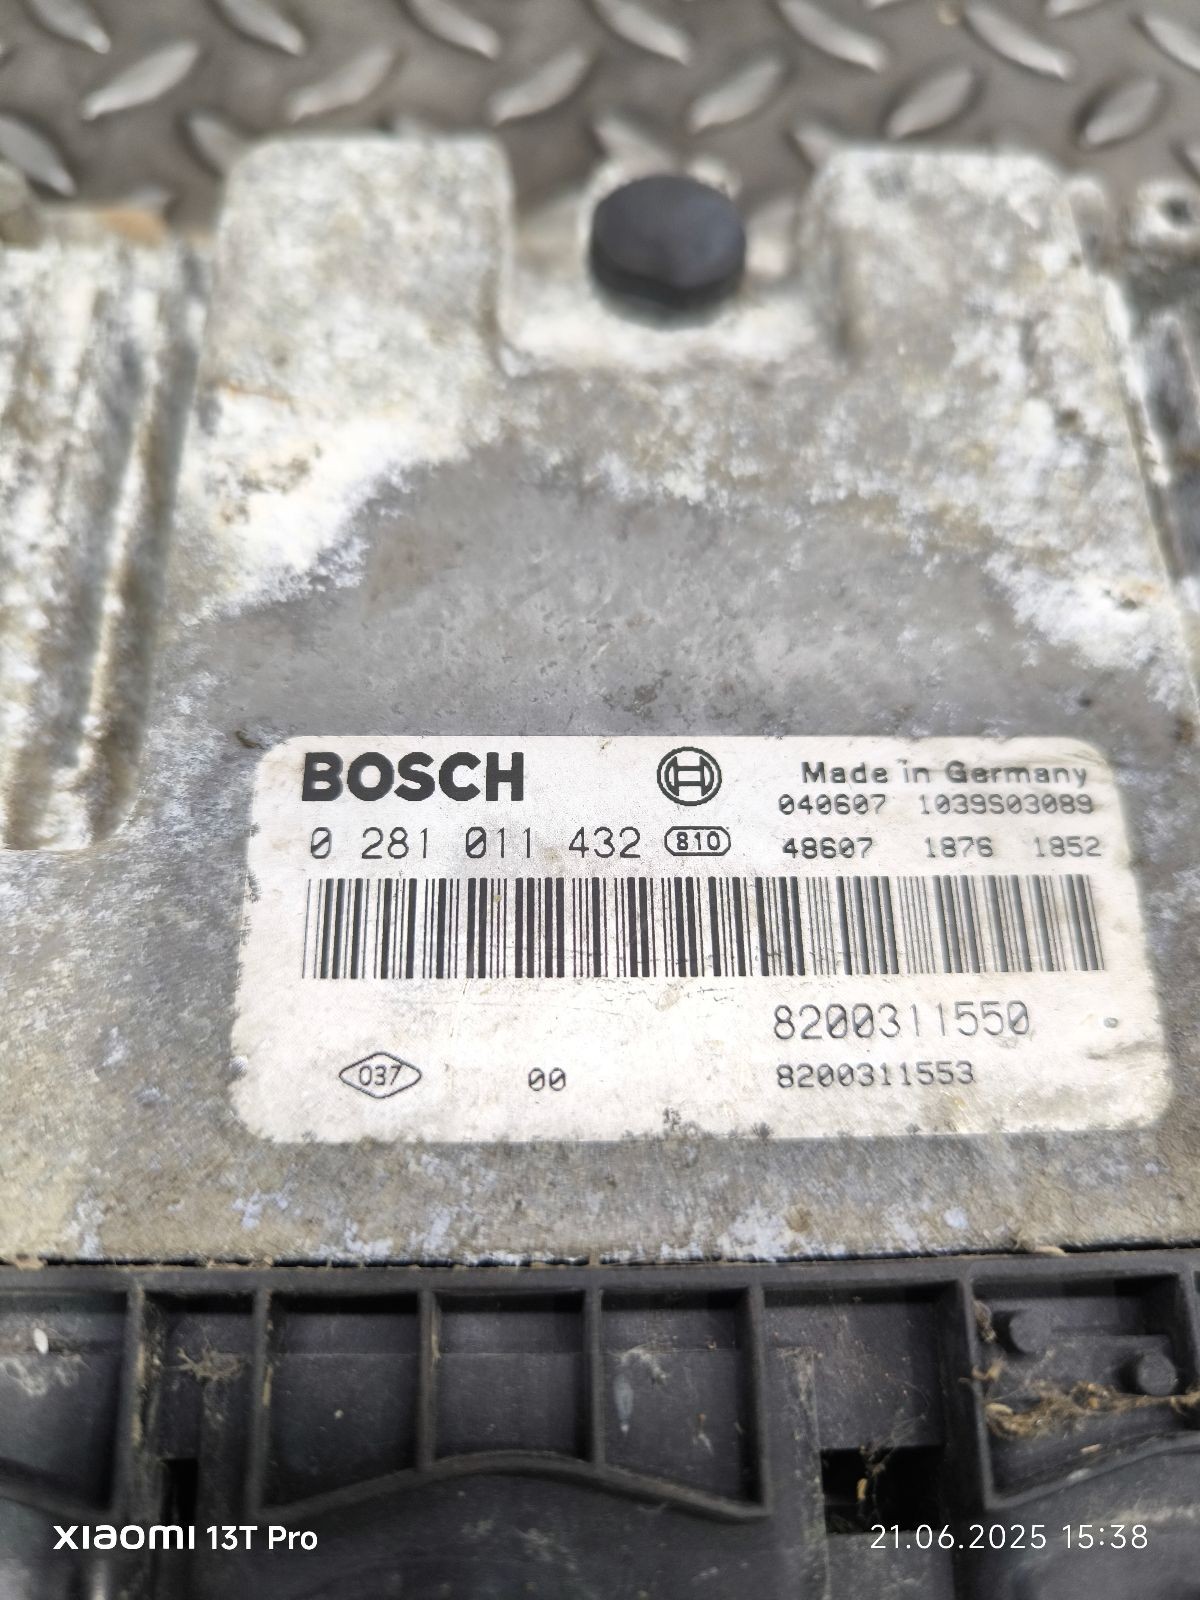 BOSCH
Made in Germany
040607 1039S03089
0 281 011 432 810
48607 1876 1852
8200311550
037 00
8200311553
XIAOMI 13T Pro
21.06.2025 15:38